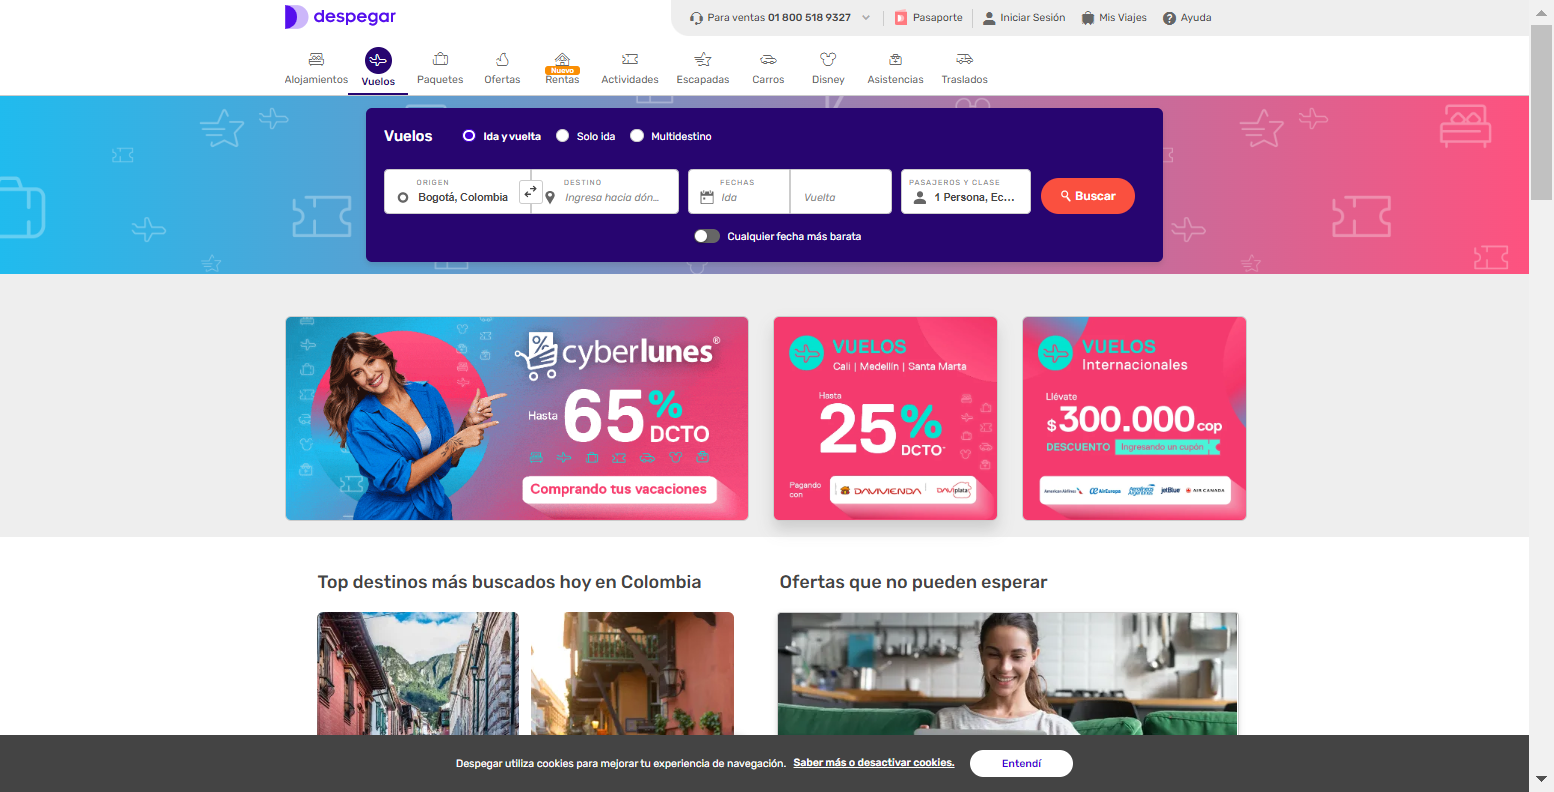 despegar
Para ventas 01 800 518 9327
Pasaporte
Iniciar Sesión
Mis Viajes
Ayuda
Alojamientos
Vuelos
Paquetes
Ofertas
Nuevo
Rentas
Actividades
Escapadas
Carros
Disney
Asistencias
Traslados
Vuelos
Ida y vuelta
Solo ida
Multidestino
ORIGEN
Bogotá, Colombia
DESTINO
Ingresa hacia dón...
FECHAS
Ida
Vuelta
PASAJEROS Y CLASE
1 Persona, Ec...
Buscar
Cualquier fecha más barata
cyberlunes®
Hasta 65% DCTO
Comprando tus vacaciones
VUELOS
Cali | Medellín | Santa Marta
Hasta
25% DCTO*
Pagando con
DAVIVIENDA
DAVIplata
VUELOS
Internacionales
Llévate
$300.000 cop
DESCUENTO Ingresando un cupón
American Airlines
AirEuropa
Aerolíneas Argentinas
jetBlue
AIR CANADA
Top destinos más buscados hoy en Colombia
Ofertas que no pueden esperar
Despegar utiliza cookies para mejorar tu experiencia de navegación. Saber más o desactivar cookies.
Entendí